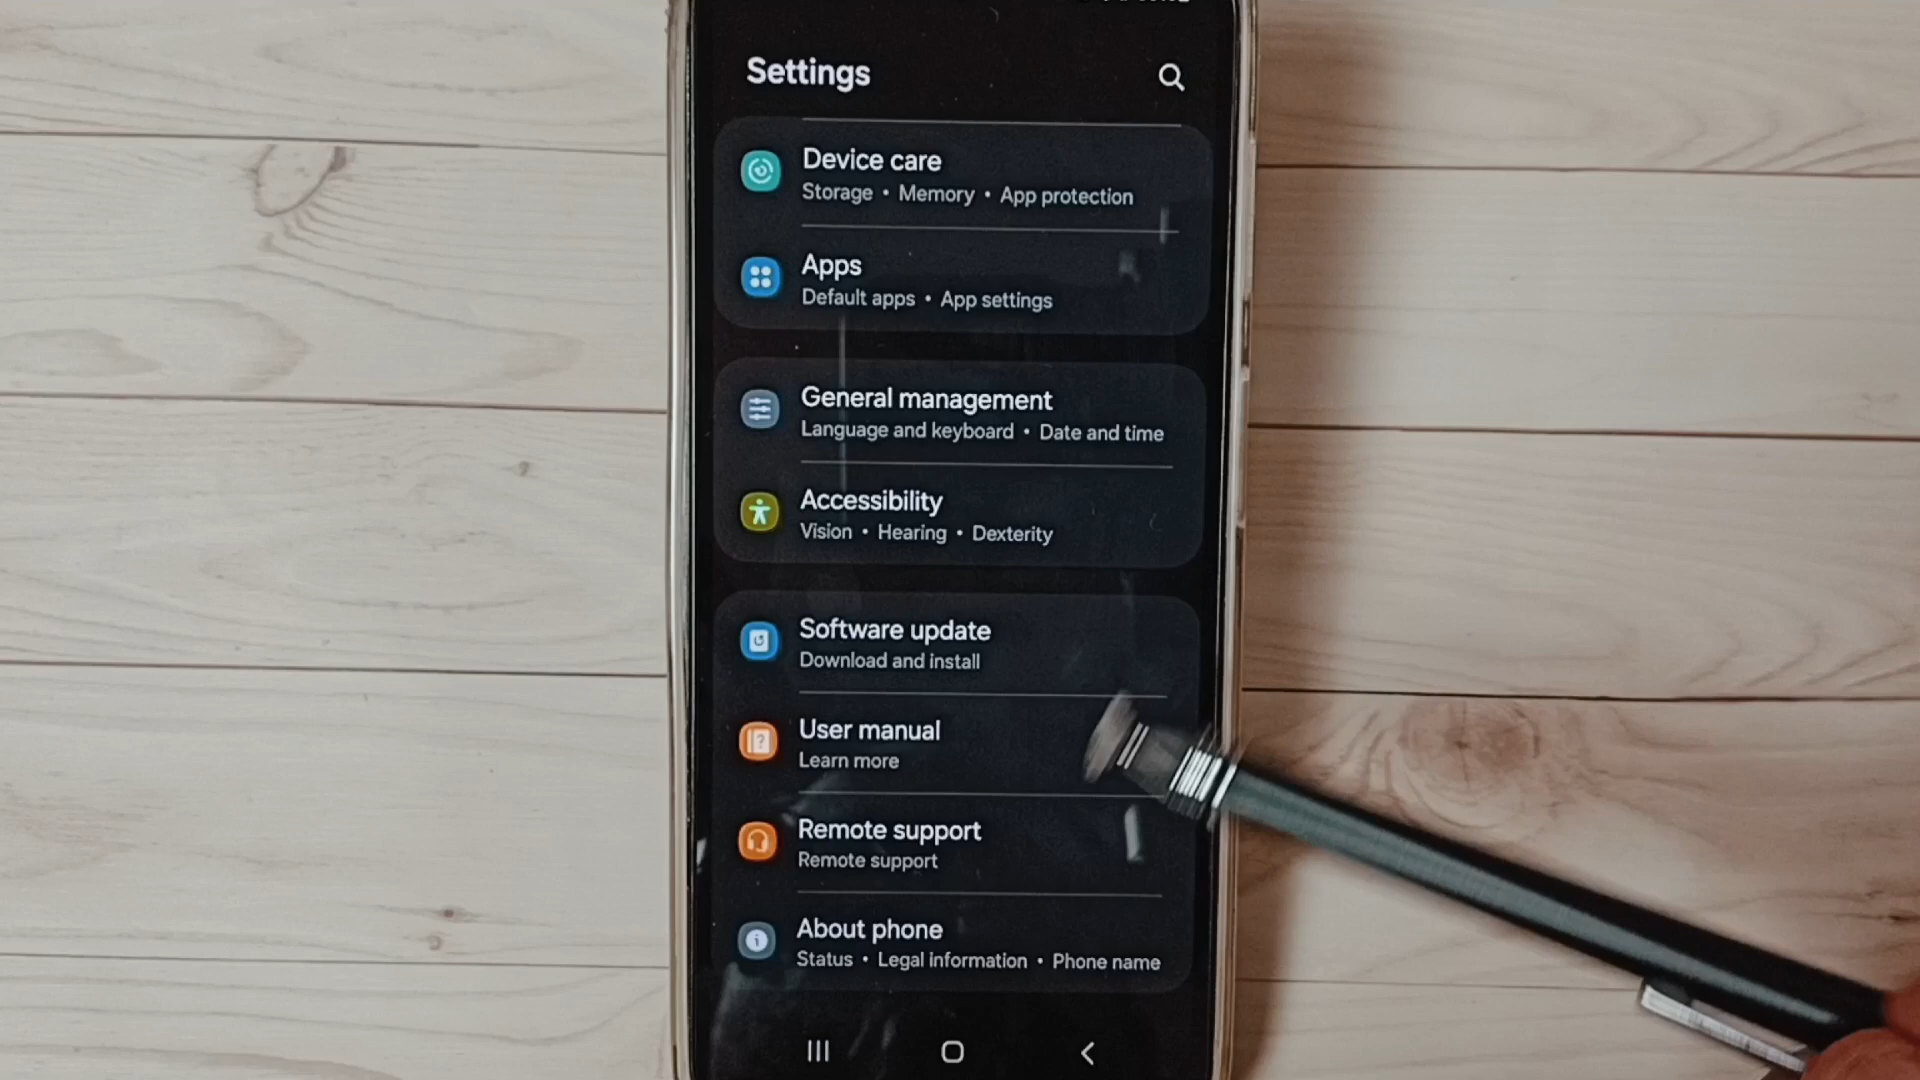 Settings
Device care
Storage • Memory • App protection
Apps
Default apps • App settings
General management
Language and keyboard • Date and time
Accessibility
Vision • Hearing • Dexterity
Software update
Download and install
User manual
Learn more
Remote support
Remote support
About phone
Status • Legal information • Phone name